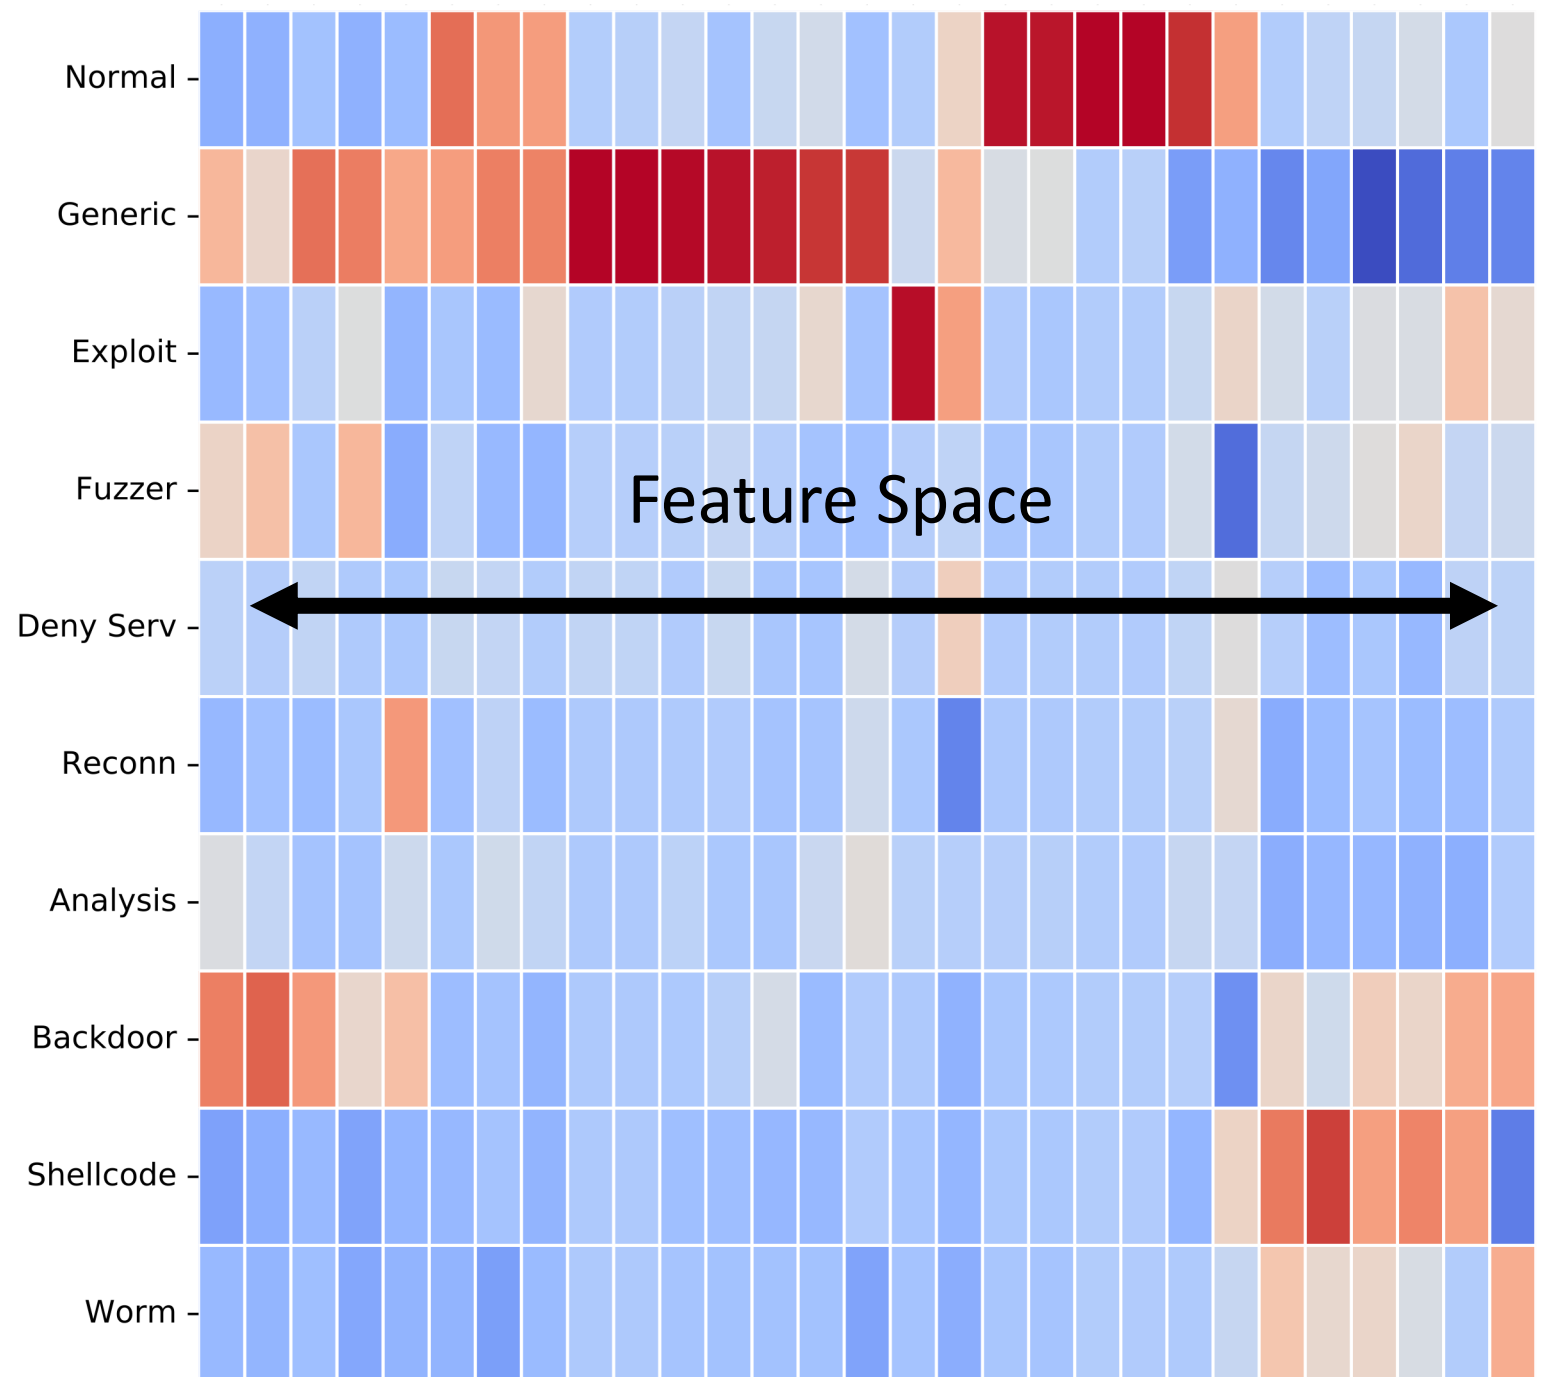 Normal
Generic
Exploit
Fuzzer
Feature Space
Deny Serv
Reconn
Analysis
Backdoor
Shellcode
Worm